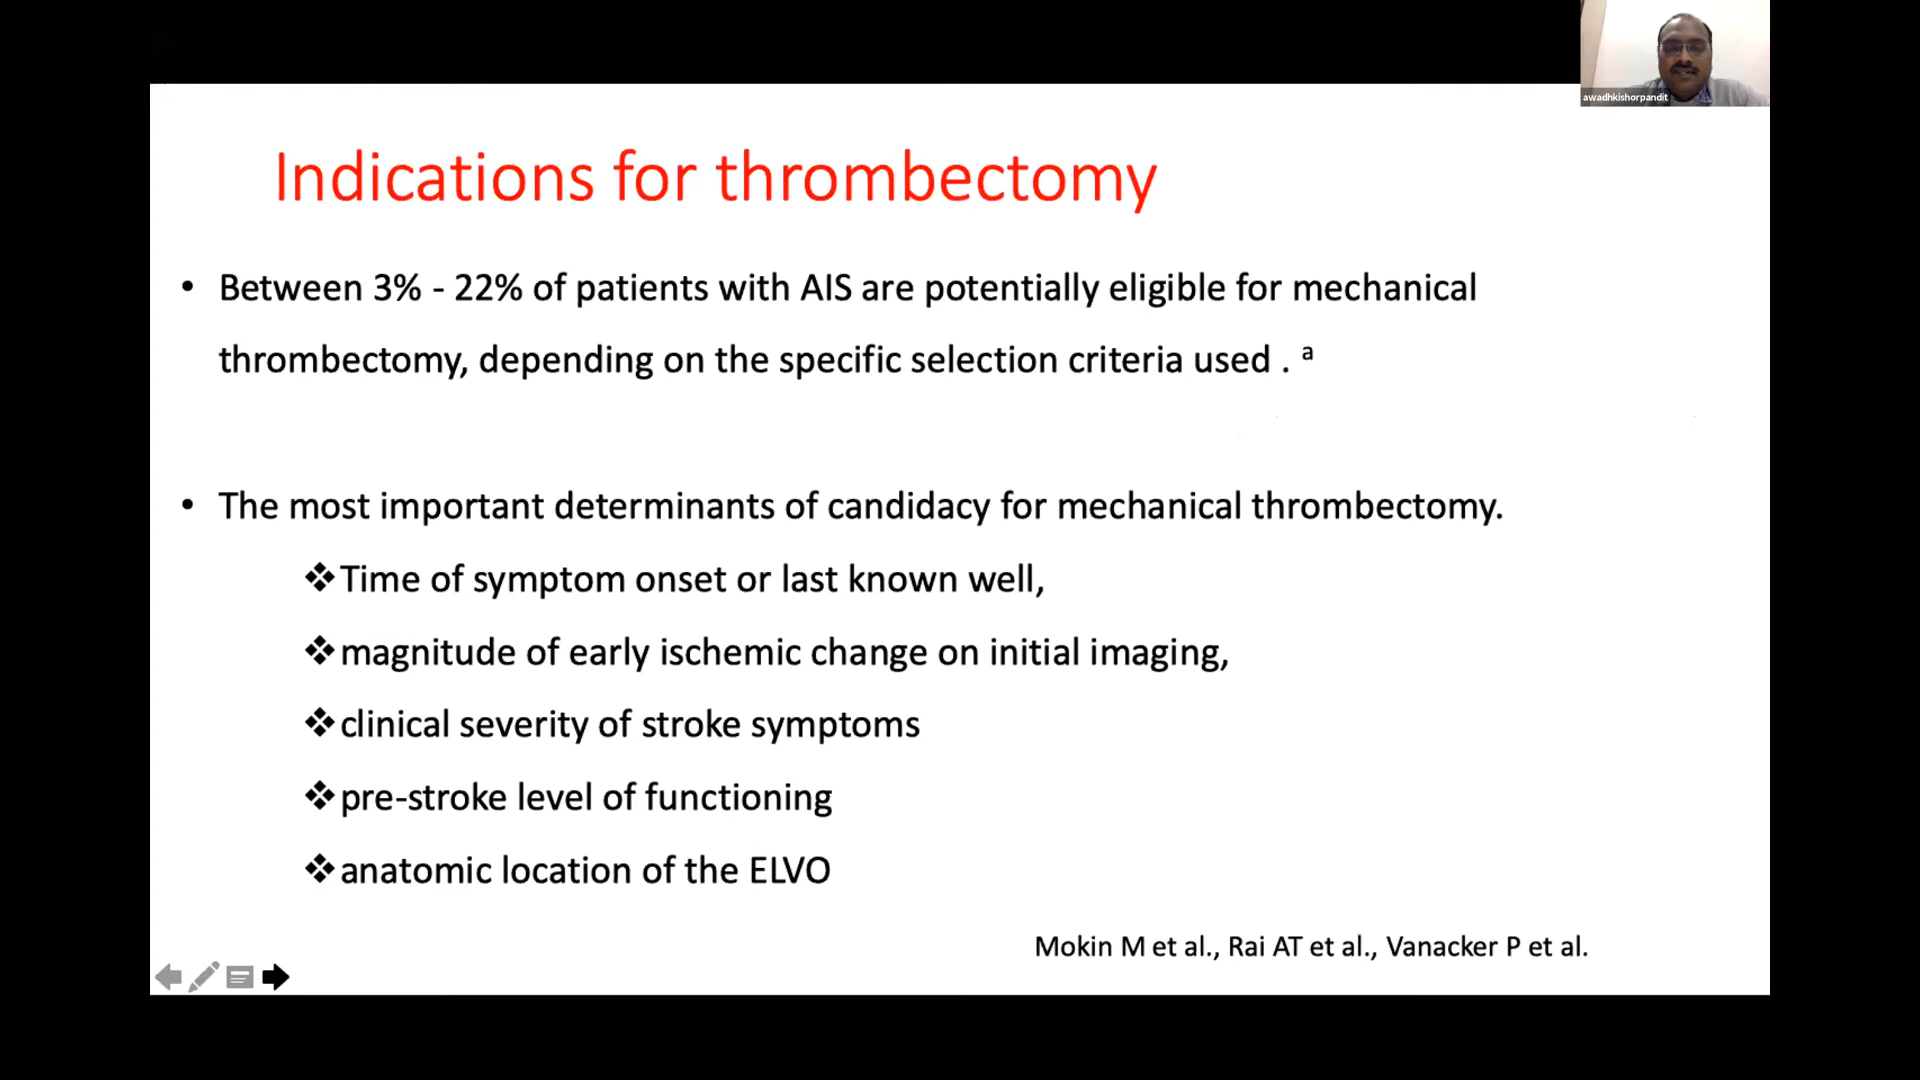 awadhkishorpandit
Indications for thrombectomy
• Between 3% - 22% of patients with AIS are potentially eligible for mechanical
thrombectomy, depending on the specific selection criteria used . ª
• The most important determinants of candidacy for mechanical thrombectomy.
❖Time of symptom onset or last known well,
❖magnitude of early ischemic change on initial imaging,
❖clinical severity of stroke symptoms
❖pre-stroke level of functioning
❖anatomic location of the ELVO
Mokin M et al., Rai AT et al., Vanacker P et al.